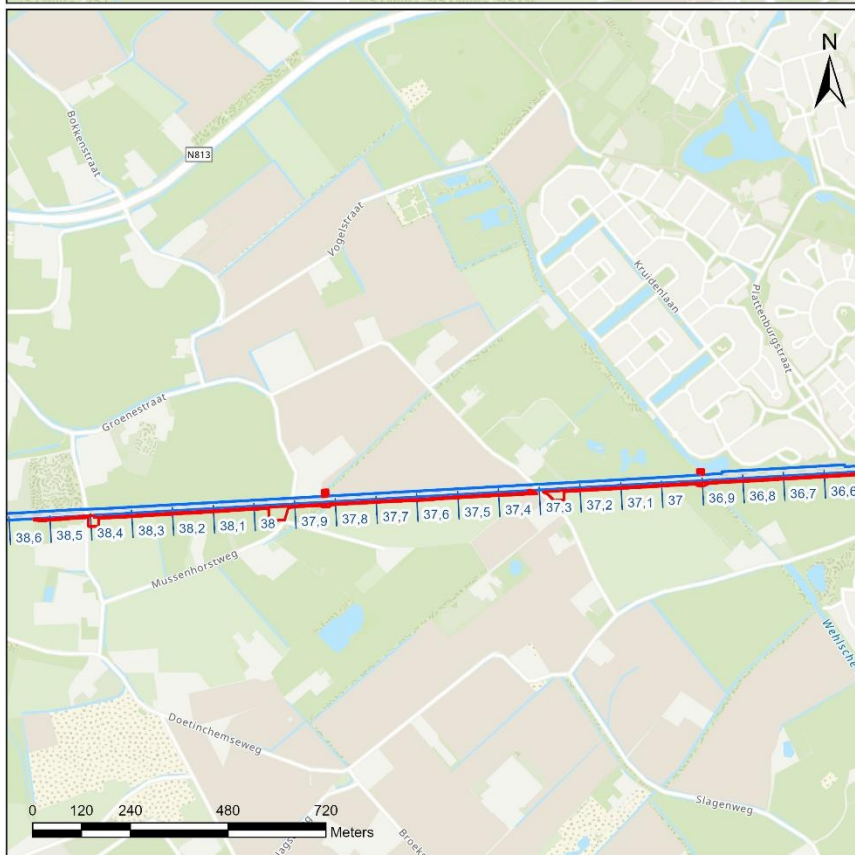 N
Bokkenstraat
N813
Vogelstraat
Kruidenlaan
Plattenburgstraat
Groenestraat
38,6 38,5 38,4 38,3 38,2 38,1 38 37,9 37,8 37,7 37,6 37,5 37,4 37,3 37,2 37,1 37 36,9 36,8 36,7 36,6
Mussenhorstweg
Wehlsche
Doetinchemseweg
Slagenweg
0 120 240 480 720
Meters